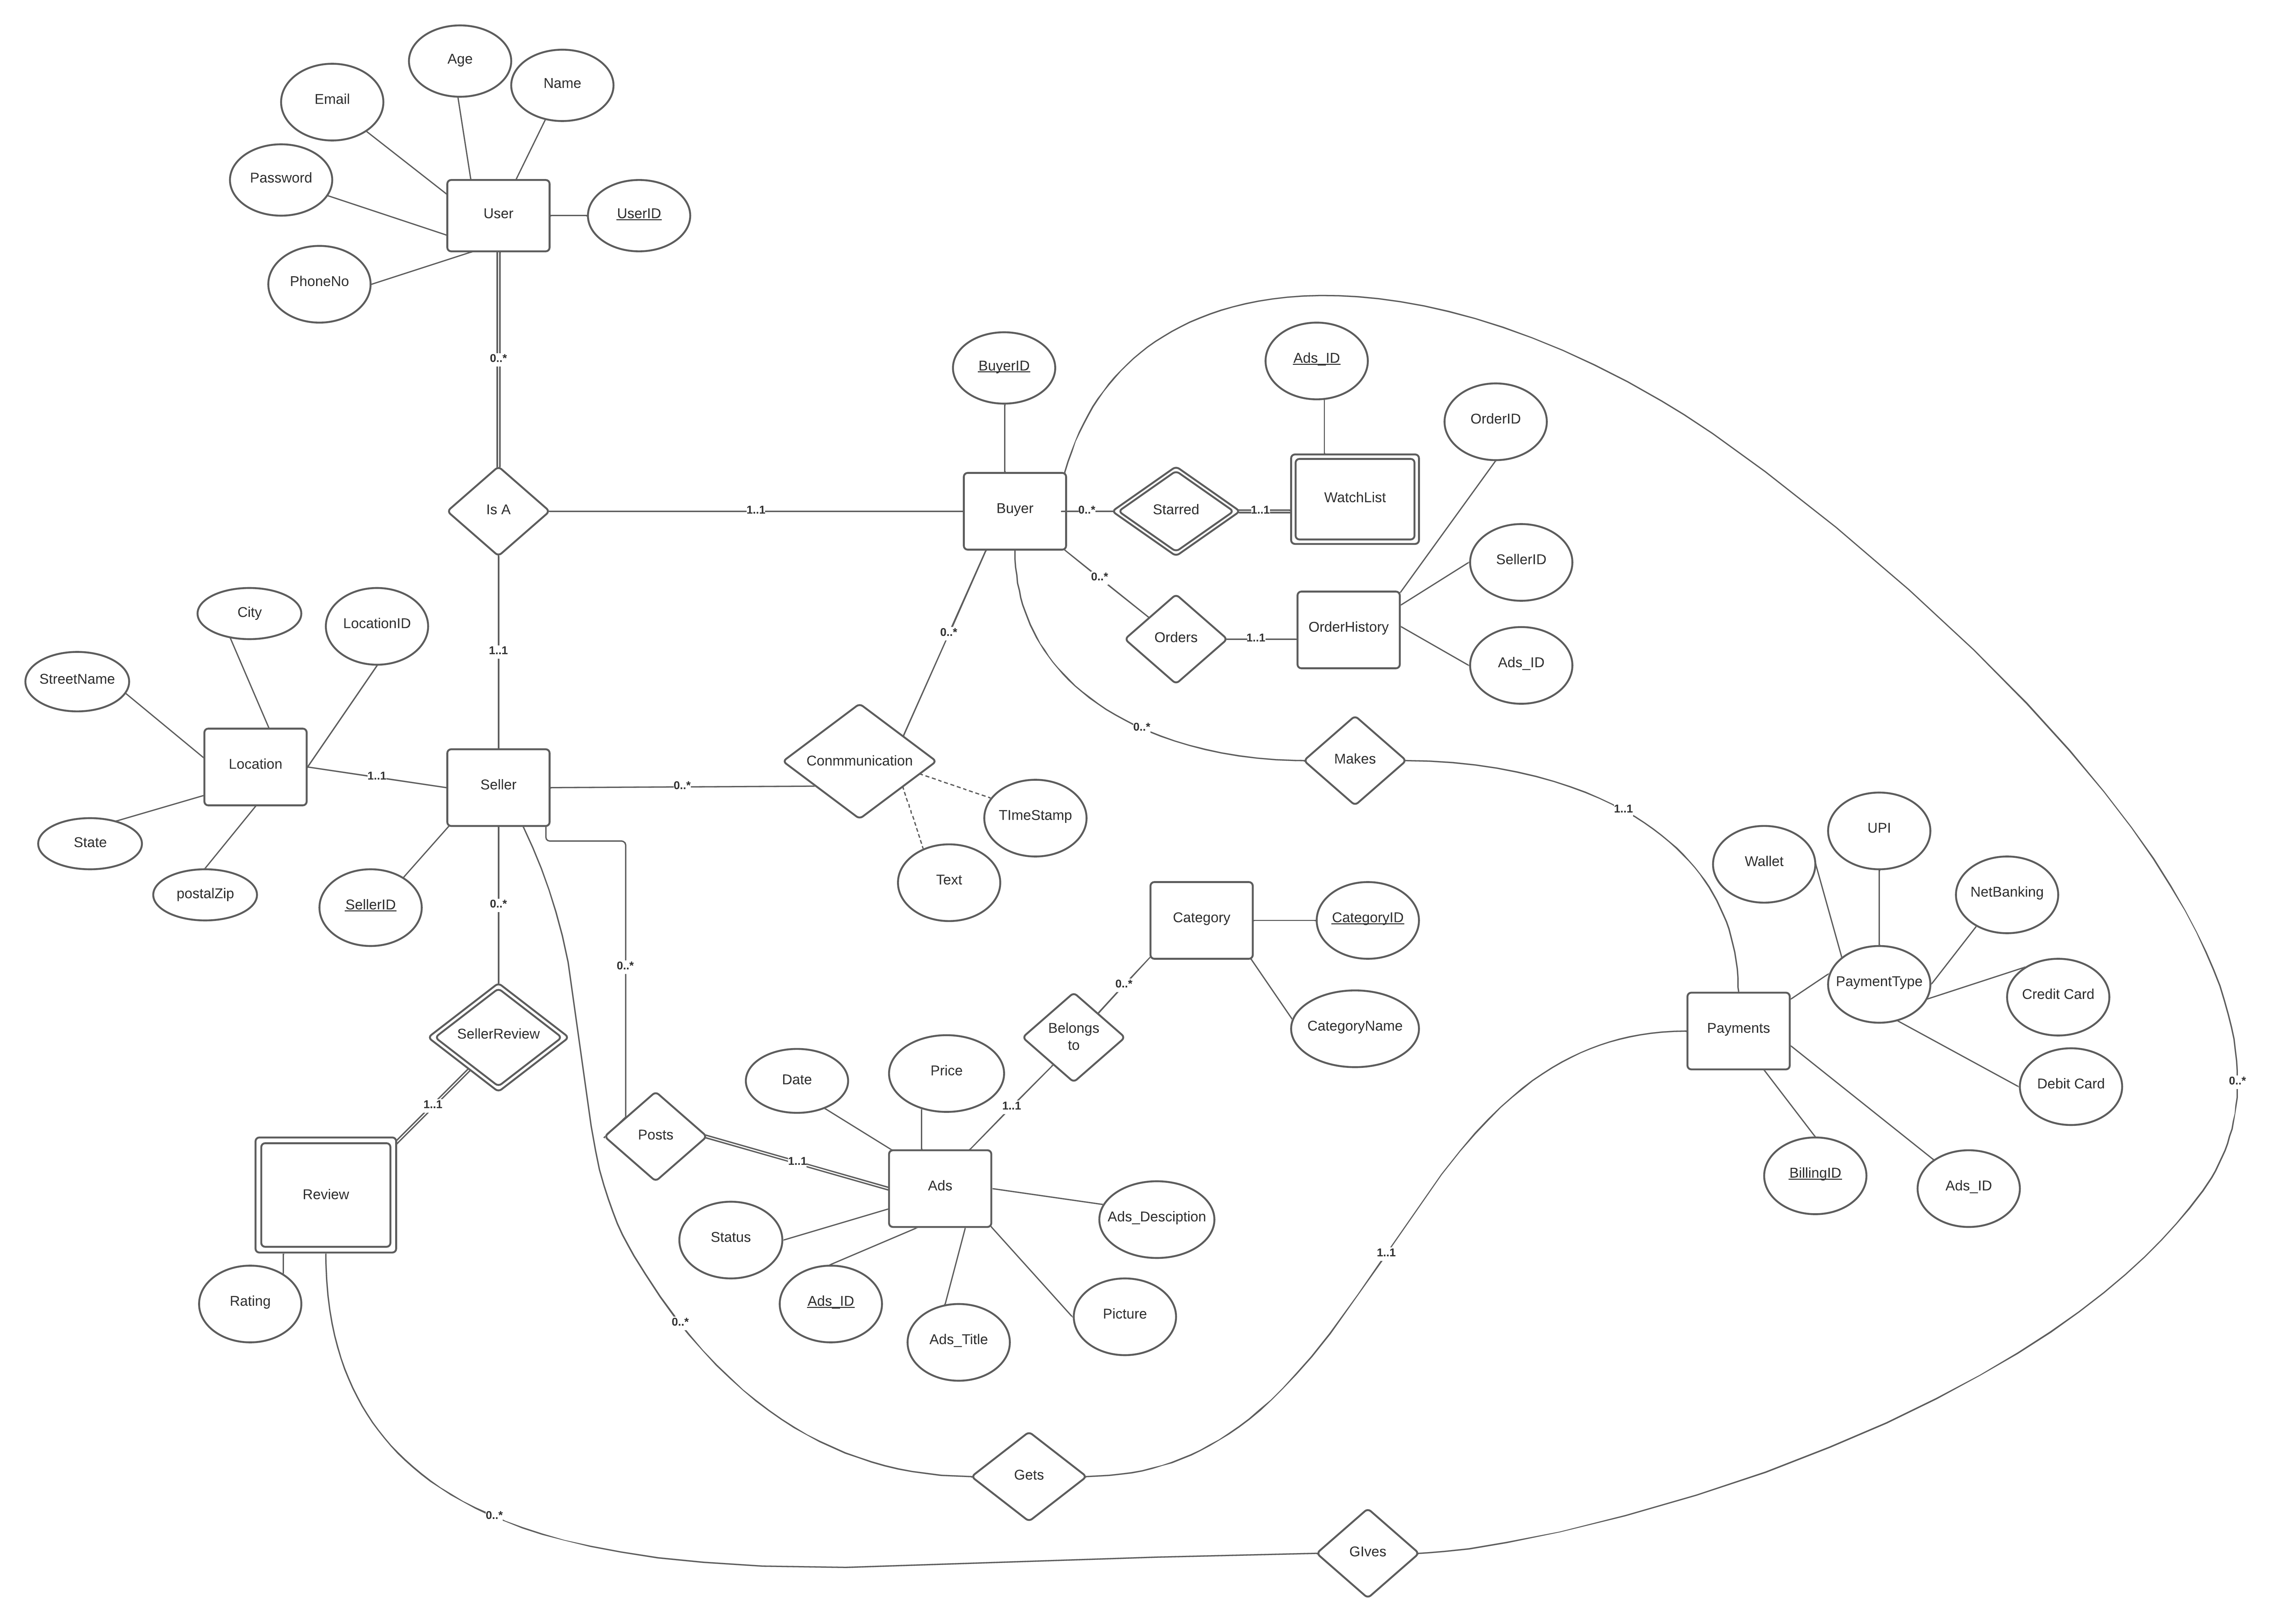 Age
Name
Email
Password
User
UserID
PhoneNo
0..*
BuyerID
Ads_ID
OrderID
Is A
1..1
Buyer
0..*
Starred
1..1
WatchList
0..*
SellerID
City
LocationID
0..*
Orders
1..1
OrderHistory
1..1
Ads_ID
StreetName
0..*
Location
1..1
Seller
0..*
Conmmunication
Makes
1..1
TImeStamp
State
postalZip
SellerID
0..*
Text
Category
CategoryID
Wallet
UPI
NetBanking
PaymentType
Credit Card
Debit Card
0..*
0..*
SellerReview
Belongs
to
CategoryName
Payments
1..1
Date
Price
1..1
0..*
Posts
1..1
Ads
Review
Status
Ads_Desciption
BillingID
Ads_ID
Rating
Ads_ID
Ads_Title
Picture
1..1
0..*
Gets
0..*
GIves